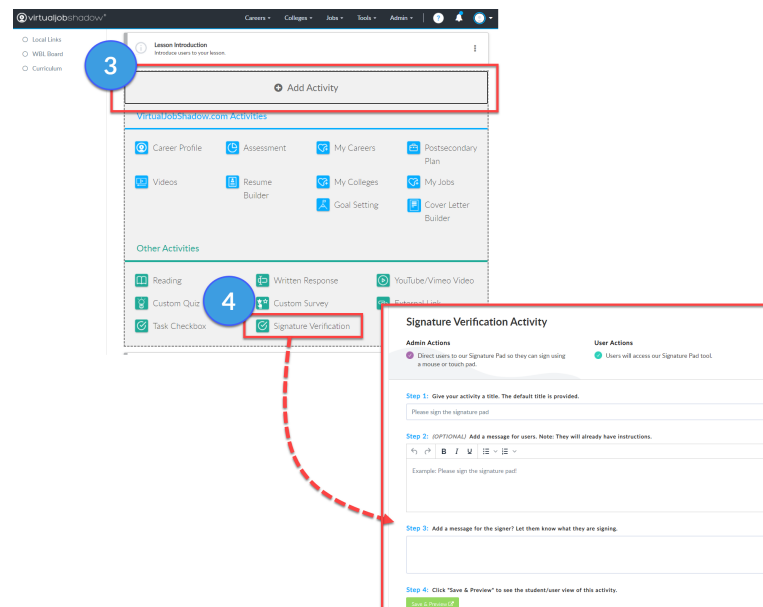 virtualjobshadow
Careers Colleges Jobs Tools Admin
Local Links
WBL Board
Curriculum
Lesson Introduction
Introduce users to your lesson.
3
Add Activity
VirtualJobShadow.com Activities
Career Profile
Assessment
My Careers
Postsecondary
Plan
Videos
Resume
Builder
My Colleges
My Jobs
Goal Setting
Cover Letter
Builder
Other Activities
Reading
Written Response
YouTube/Vimeo Video
Custom Quiz
4
Custom Survey
External Link
Task Checkbox
Signature Verification
Signature Verification Activity
Admin Actions
Direct users to our Signature Pad so they can sign using
a mouse or touch pad.
User Actions
Users will access our Signature Pad tool.
Step 1: Give your activity a title. The default title is provided.
Please sign the signature pad
Step 2: (OPTIONAL) Add a message for users. Note: They will already have instructions.
B I U
Example: Please sign the signature pad!
Step 3: Add a message for the signer? Let them know what they are signing.
Step 4: Click "Save & Preview" to see the student/user view of this activity.
Save & Preview